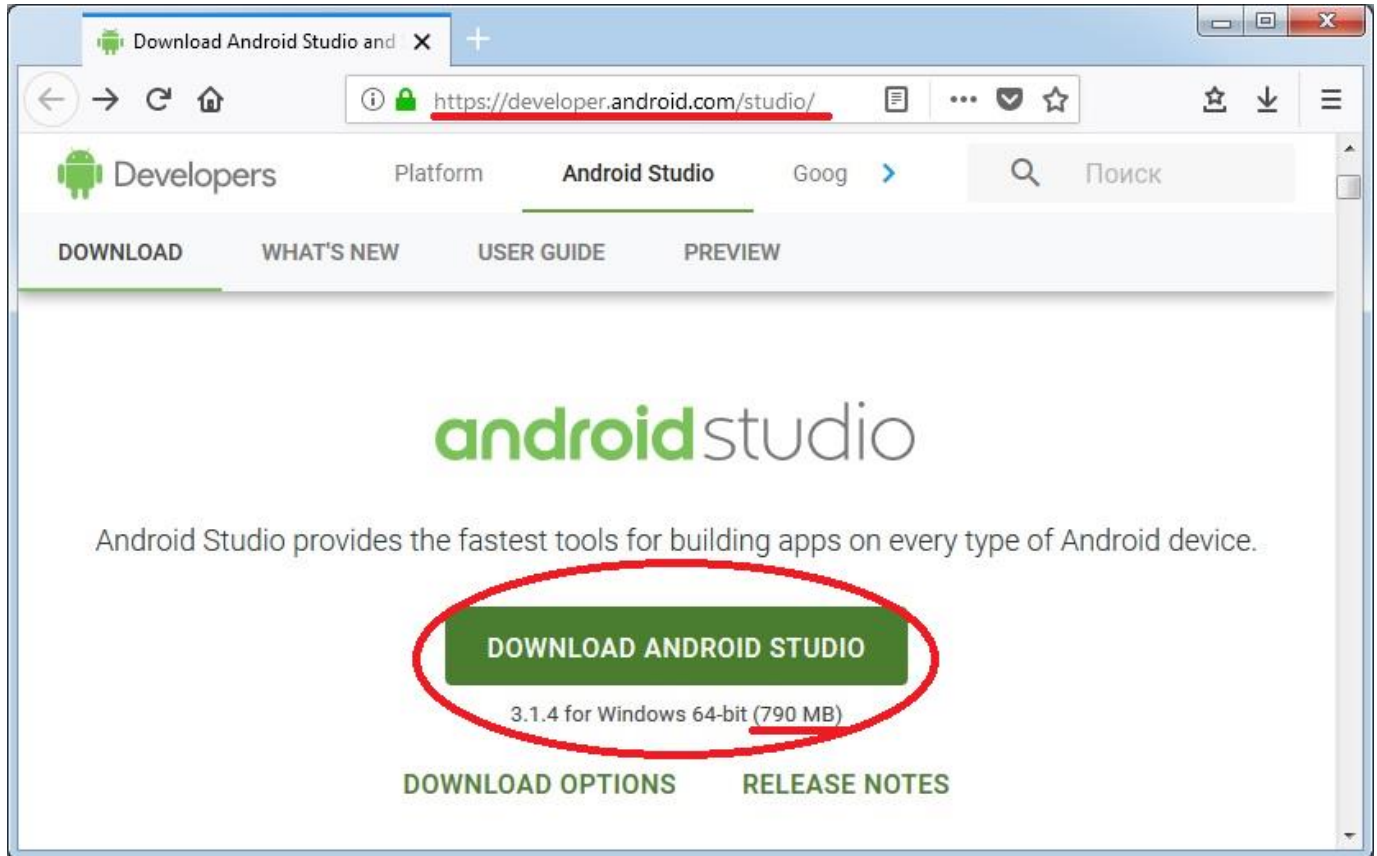 Download Android Studio and
https://developer.android.com/studio/
Developers Platform Android Studio Goog Поиск
DOWNLOAD WHAT'S NEW USER GUIDE PREVIEW
androidstudio
Android Studio provides the fastest tools for building apps on every type of Android device.
DOWNLOAD ANDROID STUDIO
3.1.4 for Windows 64-bit (790 MB)
DOWNLOAD OPTIONS RELEASE NOTES